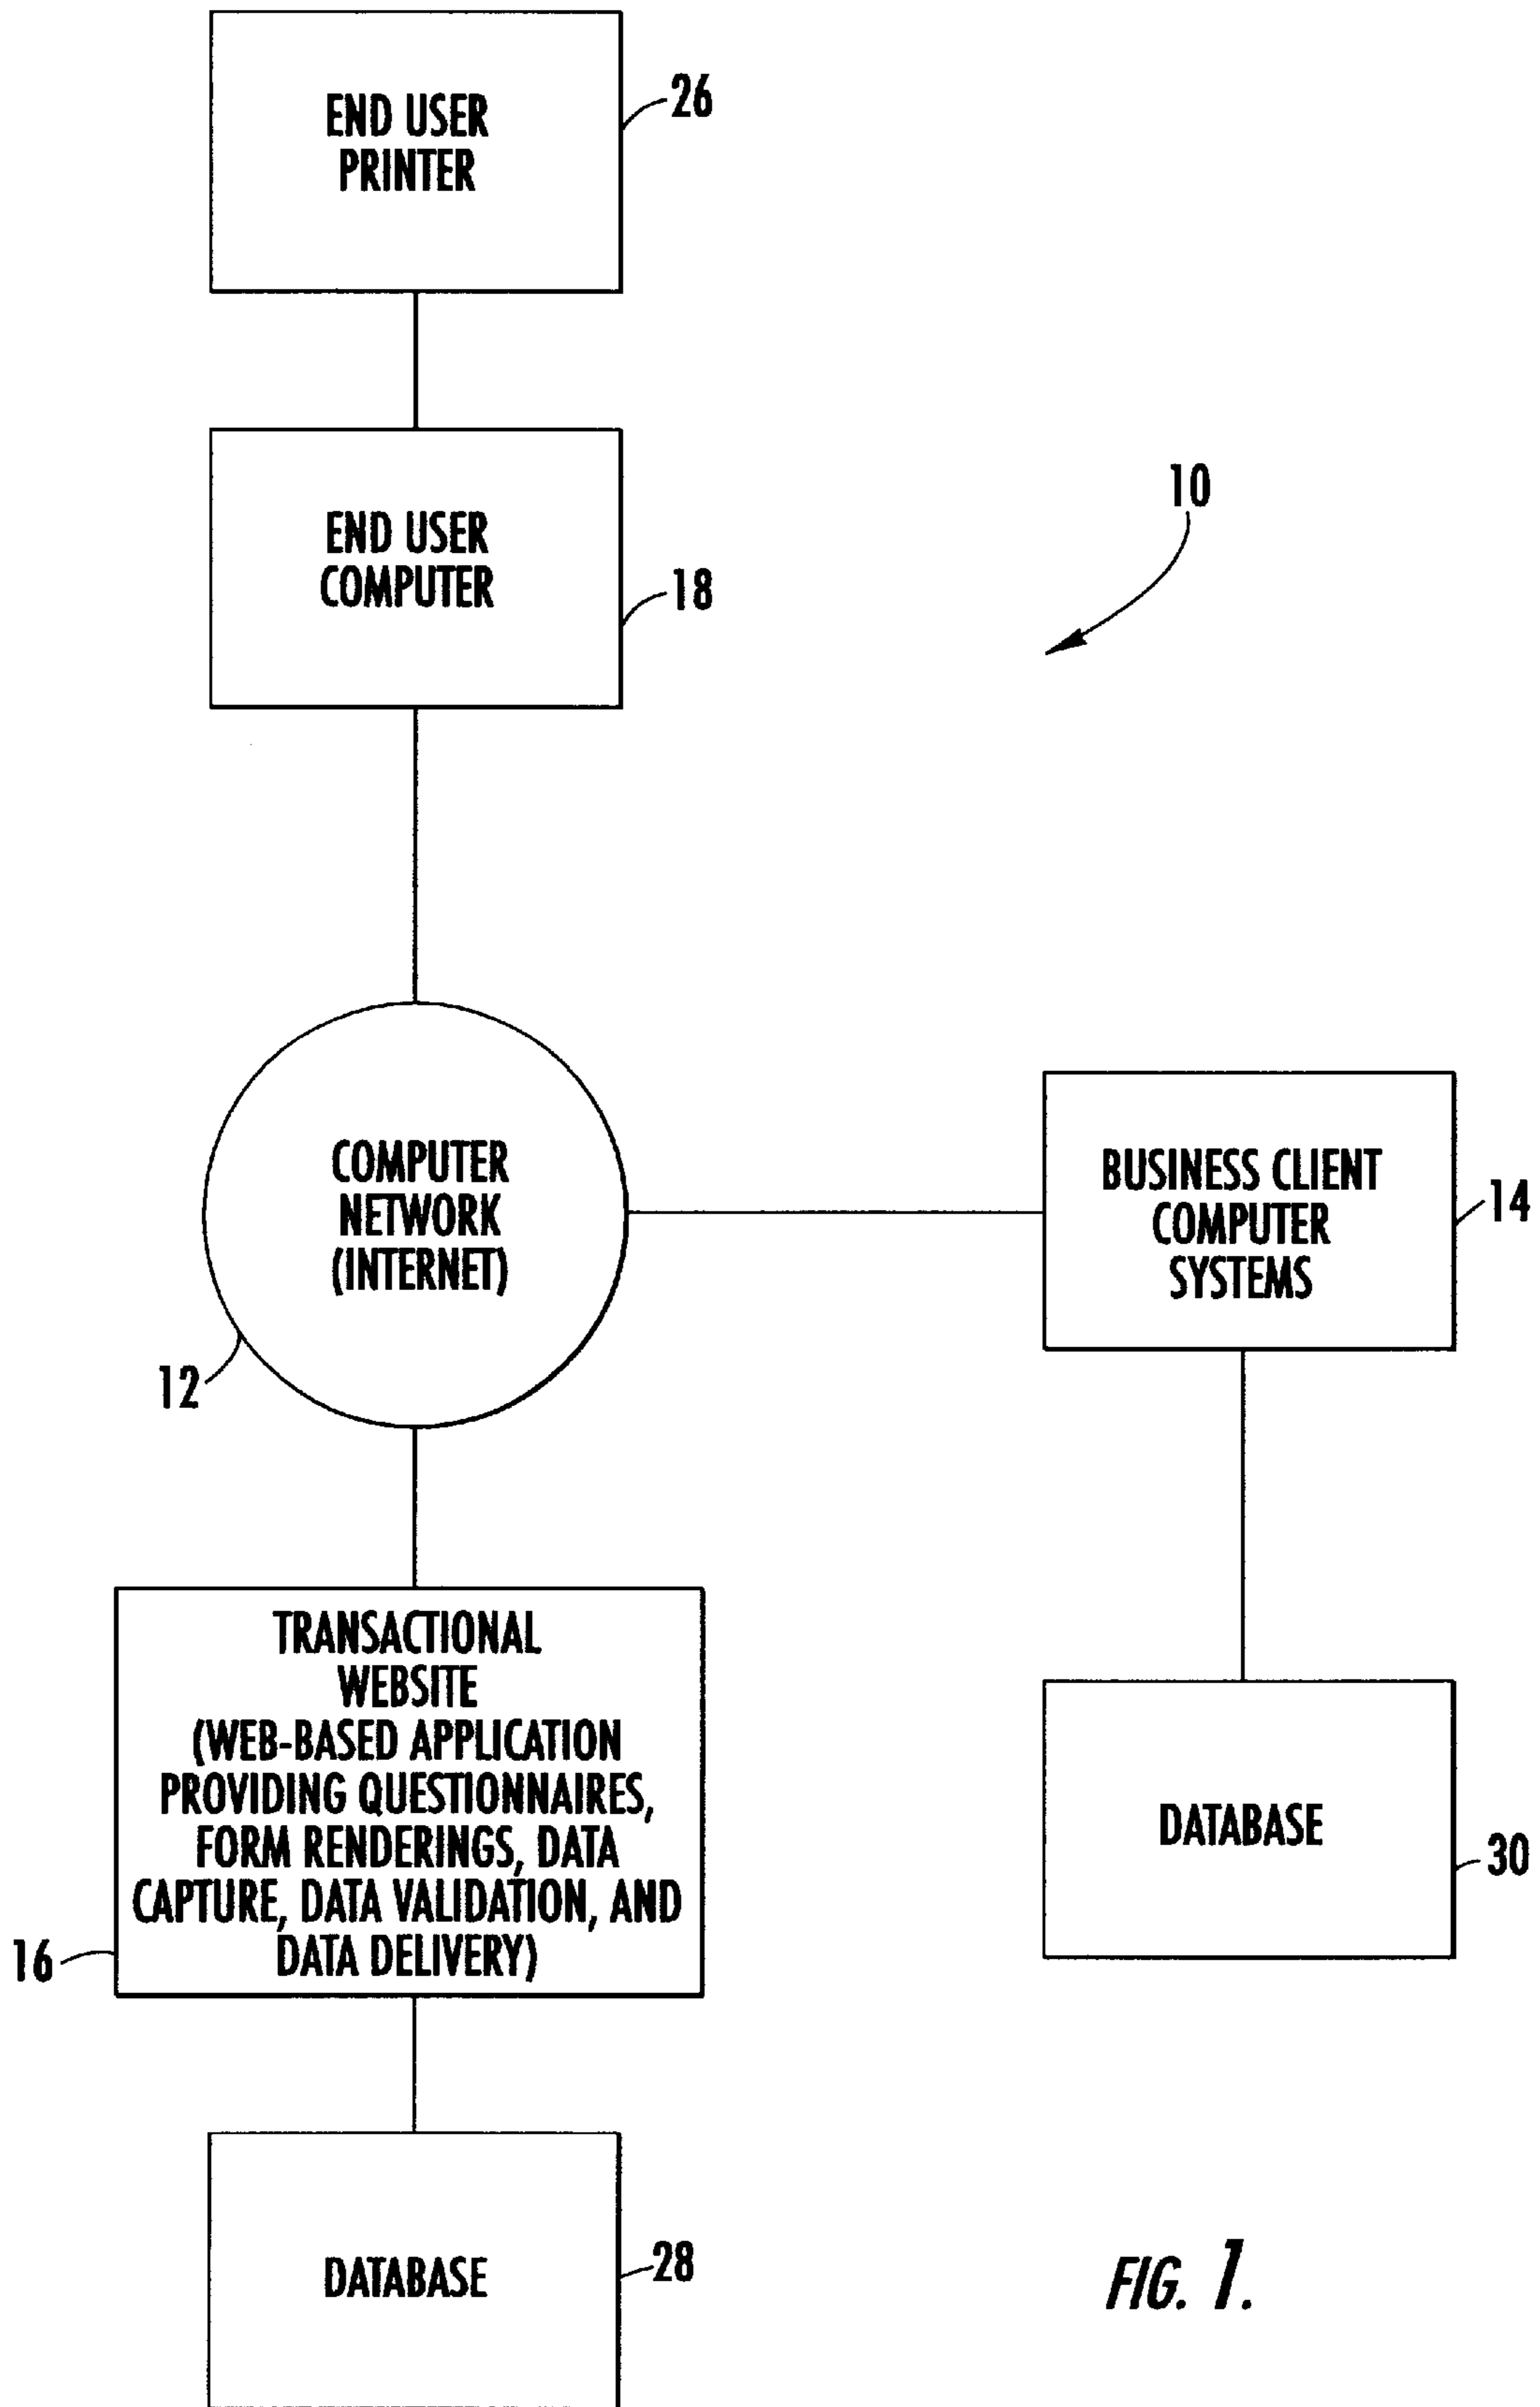 END USER
PRINTER
26
END USER
COMPUTER
18
10
COMPUTER
NETWORK
(INTERNET)
12
BUSINESS CLIENT
COMPUTER
SYSTEMS
14
TRANSACTIONAL
WEBSITE
(WEB-BASED APPLICATION
PROVIDING QUESTIONNAIRES,
FORM RENDERINGS, DATA
CAPTURE, DATA VALIDATION, AND
DATA DELIVERY)
16
DATABASE
30
DATABASE
28
FIG. 1.